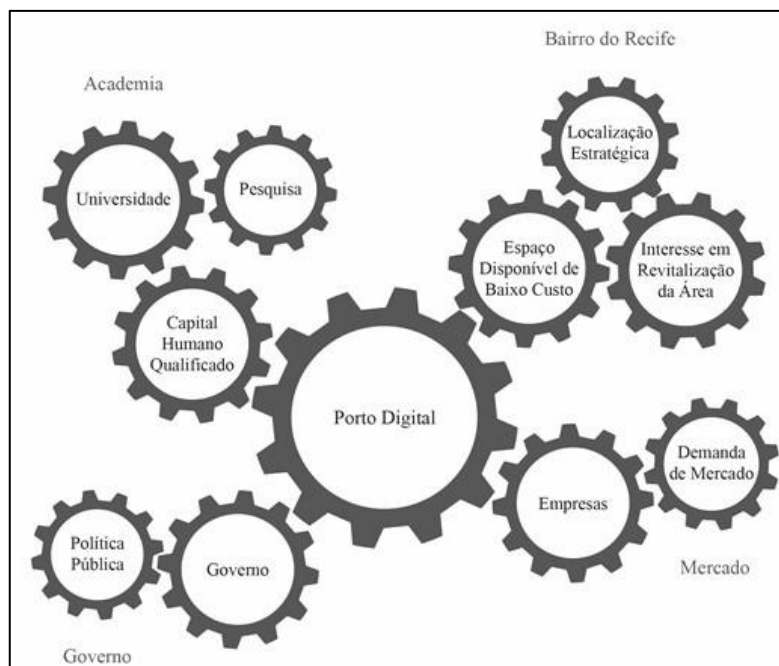 Bairro do Recife
Academia
Localização
Estratégica
Universidade
Pesquisa
Espaço
Disponível de
Baixo Custo
Interesse em
Revitalização
da Área
Capital
Humano
Qualificado
Porto Digital
Demanda
de Mercado
Empresas
Política
Pública
Governo
Mercado
Governo